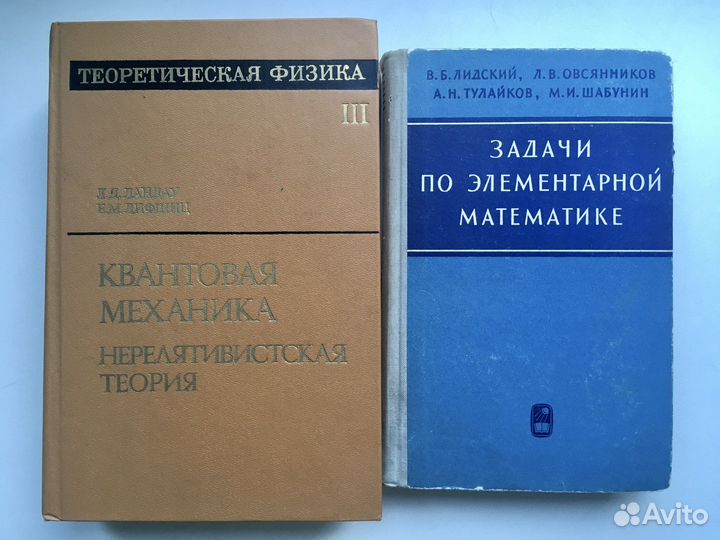 ТЕОРЕТИЧЕСКАЯ ФИЗИКА
III
Л.Д. ЛАНДАУ
Е.М. ЛИФШИЦ
КВАНТОВАЯ
МЕХАНИКА
НЕРЕЛЯТИВИСТСКАЯ
ТЕОРИЯ
В.Б.ЛИДСКИЙ, Л.В.ОВСЯННИКОВ
А.Н.ТУЛАЙКОВ, М.И.ШАБУНИН
ЗАДАЧИ
ПО ЭЛЕМЕНТАРНОЙ
МАТЕМАТИКЕ
Avito